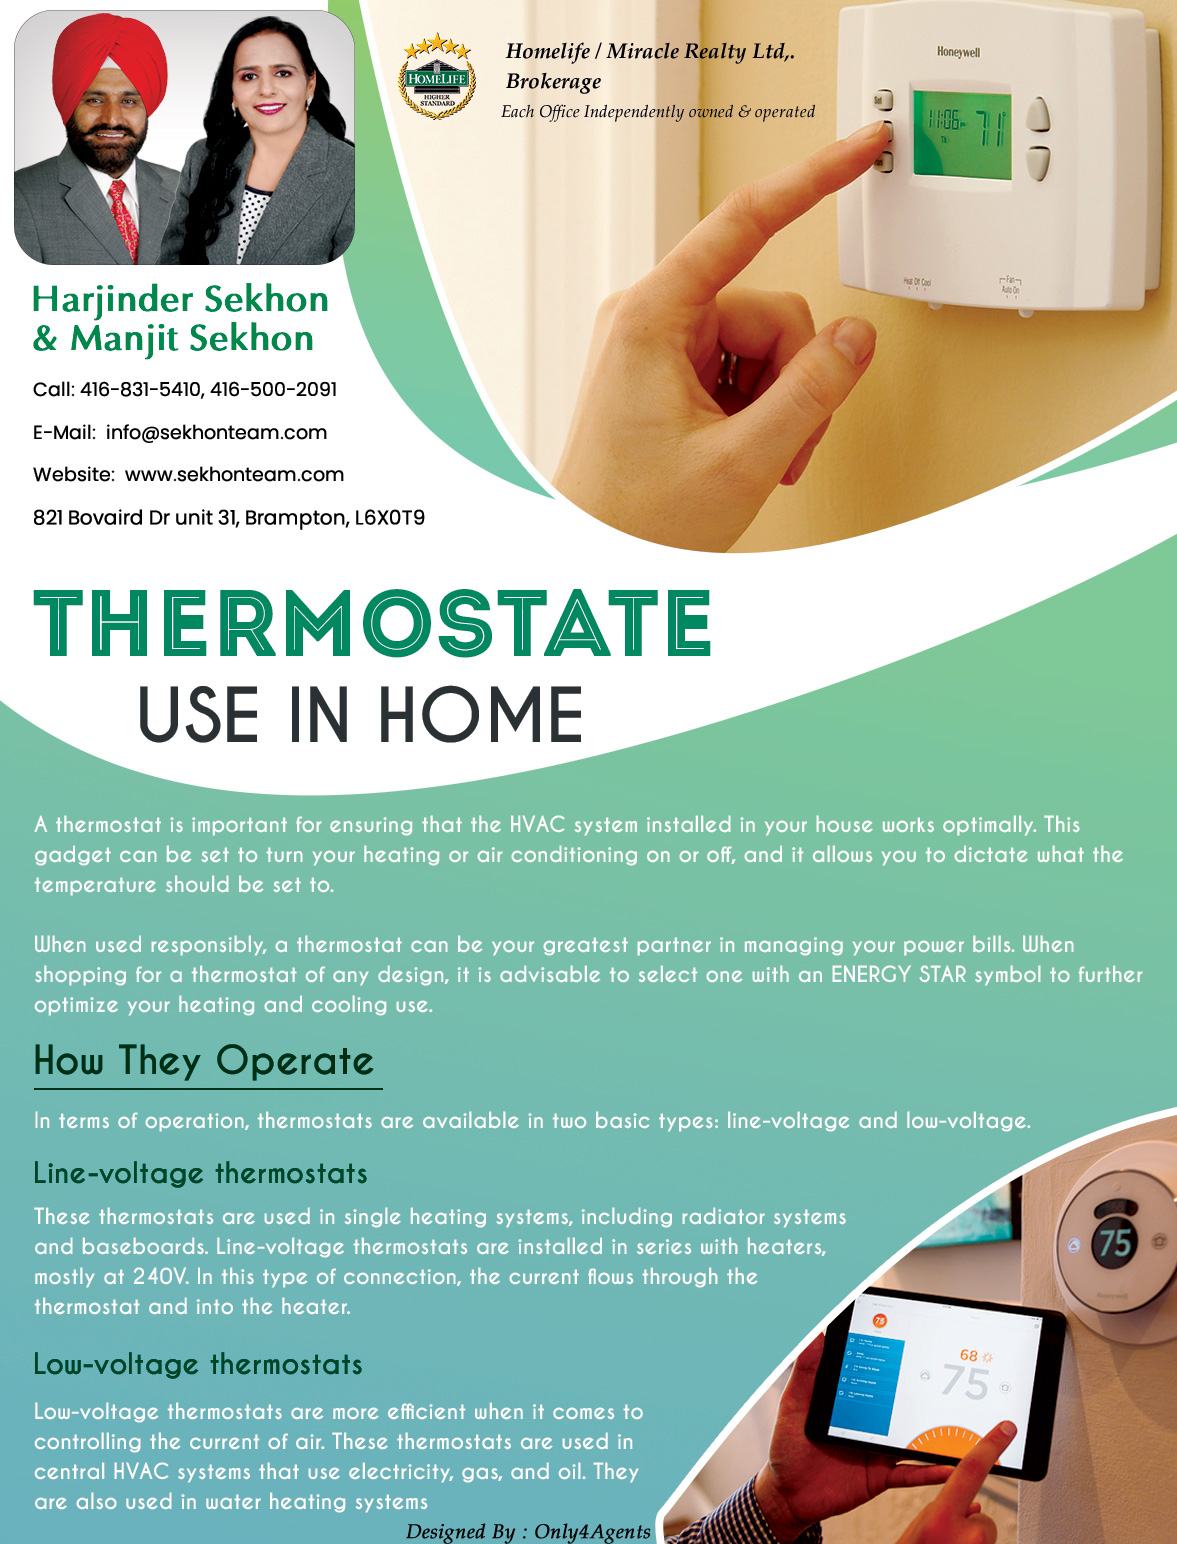 HOMELIFE
HIGHER
STANDARD
Homelife / Miracle Realty Ltd,.
Brokerage
Each Office Independently owned & operated
Honeywell
11:06
71°
Heat Off Cool
Fan
Auto On
Harjinder Sekhon
& Manjit Sekhon
Call: 416-831-5410, 416-500-2091
E-Mail: info@sekhonteam.com
Website: www.sekhonteam.com
821 Bovaird Dr unit 31, Brampton, L6X0T9
THERMOSTATE
USE IN HOME
A thermostat is important for ensuring that the HVAC system installed in your house works optimally. This
gadget can be set to turn your heating or air conditioning on or off, and it allows you to dictate what the
temperature should be set to.
When used responsibly, a thermostat can be your greatest partner in managing your power bills. When
shopping for a thermostat of any design, it is advisable to select one with an ENERGY STAR symbol to further
optimize your heating and cooling use.
How They Operate
In terms of operation, thermostats are available in two basic types: line-voltage and low-voltage.
Line-voltage thermostats
These thermostats are used in single heating systems, including radiator systems
and baseboards. Line-voltage thermostats are installed in series with heaters,
mostly at 240V. In this type of connection, the current flows through the
thermostat and into the heater.
75
75
68
75
Low-voltage thermostats
Low-voltage thermostats are more efficient when it comes to
controlling the current of air. These thermostats are used in
central HVAC systems that use electricity, gas, and oil. They
are also used in water heating systems
Designed By : Only4Agents